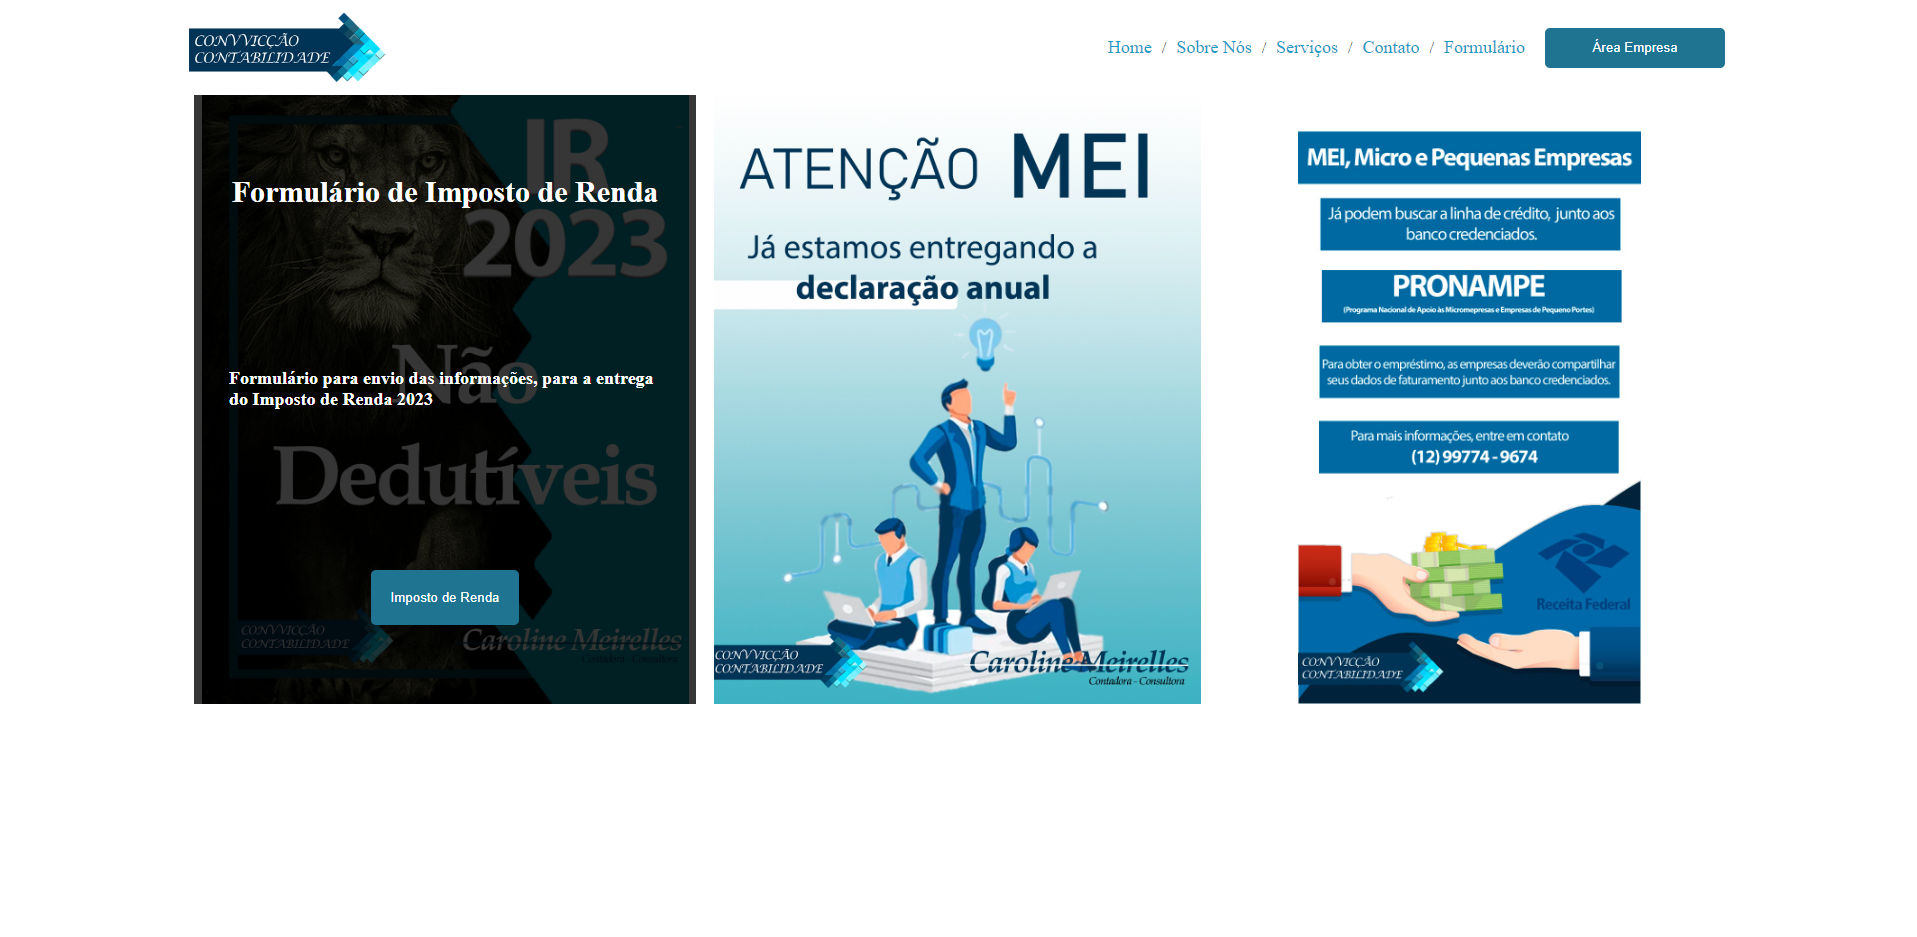 CONVVICÇÃO
CONTABILIDADE
Home / Sobre Nós / Serviços / Contato / Formulário
Área Empresa
IR
2023
Formulário de Imposto de Renda
Não
Formulário para envio das informações, para a entrega
do Imposto de Renda 2023
Dedutíveis
Imposto de Renda
CONVVICÇÃO
CONTABILIDADE
Caroline Meirelles
Contadora - Consultora
ATENÇÃO MEI
Já estamos entregando a
declaração anual
CONVVICÇÃO
CONTABILIDADE
Caroline Meirelles
Contadora - Consultora
MEI, Micro e Pequenas Empresas
Já podem buscar a linha de crédito, junto aos
banco credenciados.
PRONAMPE
(Programa Nacional de Apoio às Micromepresas e Empresas de Pequeno Portes)
Para obter o empréstimo, as empresas deverão compartilhar
seus dados de faturamento junto aos banco credenciados.
Para mais informações, entre em contato
(12) 99774 - 9674
Receita Federal
CONVVICÇÃO
CONTABILIDADE